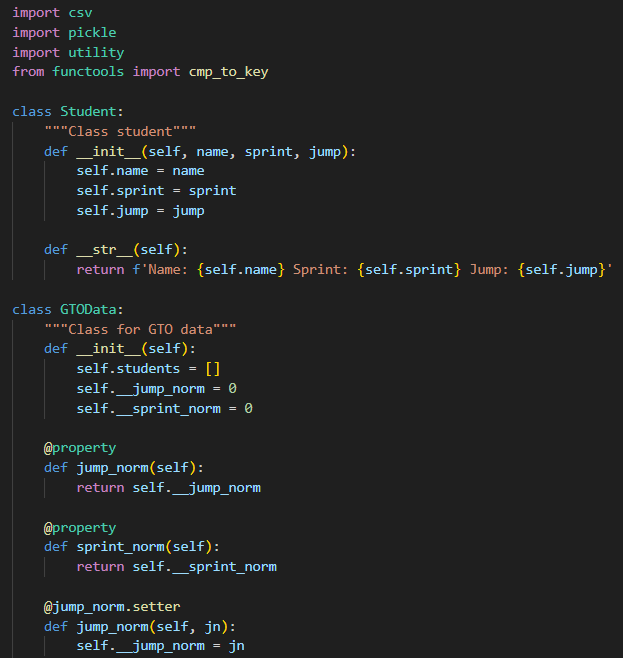 import csv
import pickle
import utility
from functools import cmp_to_key

class Student:
    """Class student"""
    def __init__(self, name, sprint, jump):
        self.name = name
        self.sprint = sprint
        self.jump = jump

    def __str__(self):
        return f'Name: {self.name} Sprint: {self.sprint} Jump: {self.jump}'

class GTOData:
    """Class for GTO data"""
    def __init__(self):
        self.students = []
        self.__jump_norm = 0
        self.__sprint_norm = 0

    @property
    def jump_norm(self):
        return self.__jump_norm

    @property
    def sprint_norm(self):
        return self.__sprint_norm

    @jump_norm.setter
    def jump_norm(self, jn):
        self.__jump_norm = jn